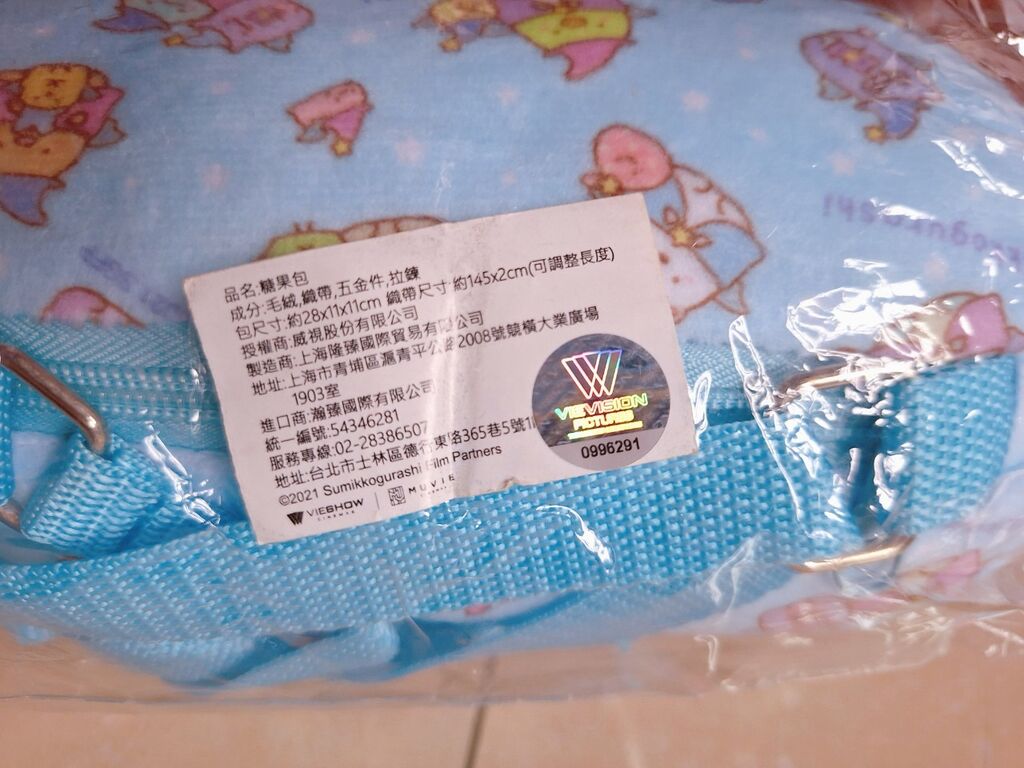 品名:糖果包
成分:毛絨,織帶,五金件,拉鍊
包尺寸:約28x11x11cm 織帶尺寸:約145x2cm(可調整長度)
授權商:威視股份有限公司
製造商:上海隆臻國際貿易有限公司
地址:上海市青埔區滬青平公路2008號競橫大業廣場
1903室
進口商:瀚臻國際有限公司
統一編號:54346281
服務專線:02-28386507
地址:台北市士林區德行東路365巷5號1
©2021 Sumikkogurashi Film Partners
VIESHOW
CINEMAS
MUVIE
VIEVISION
PICTURES
0996291